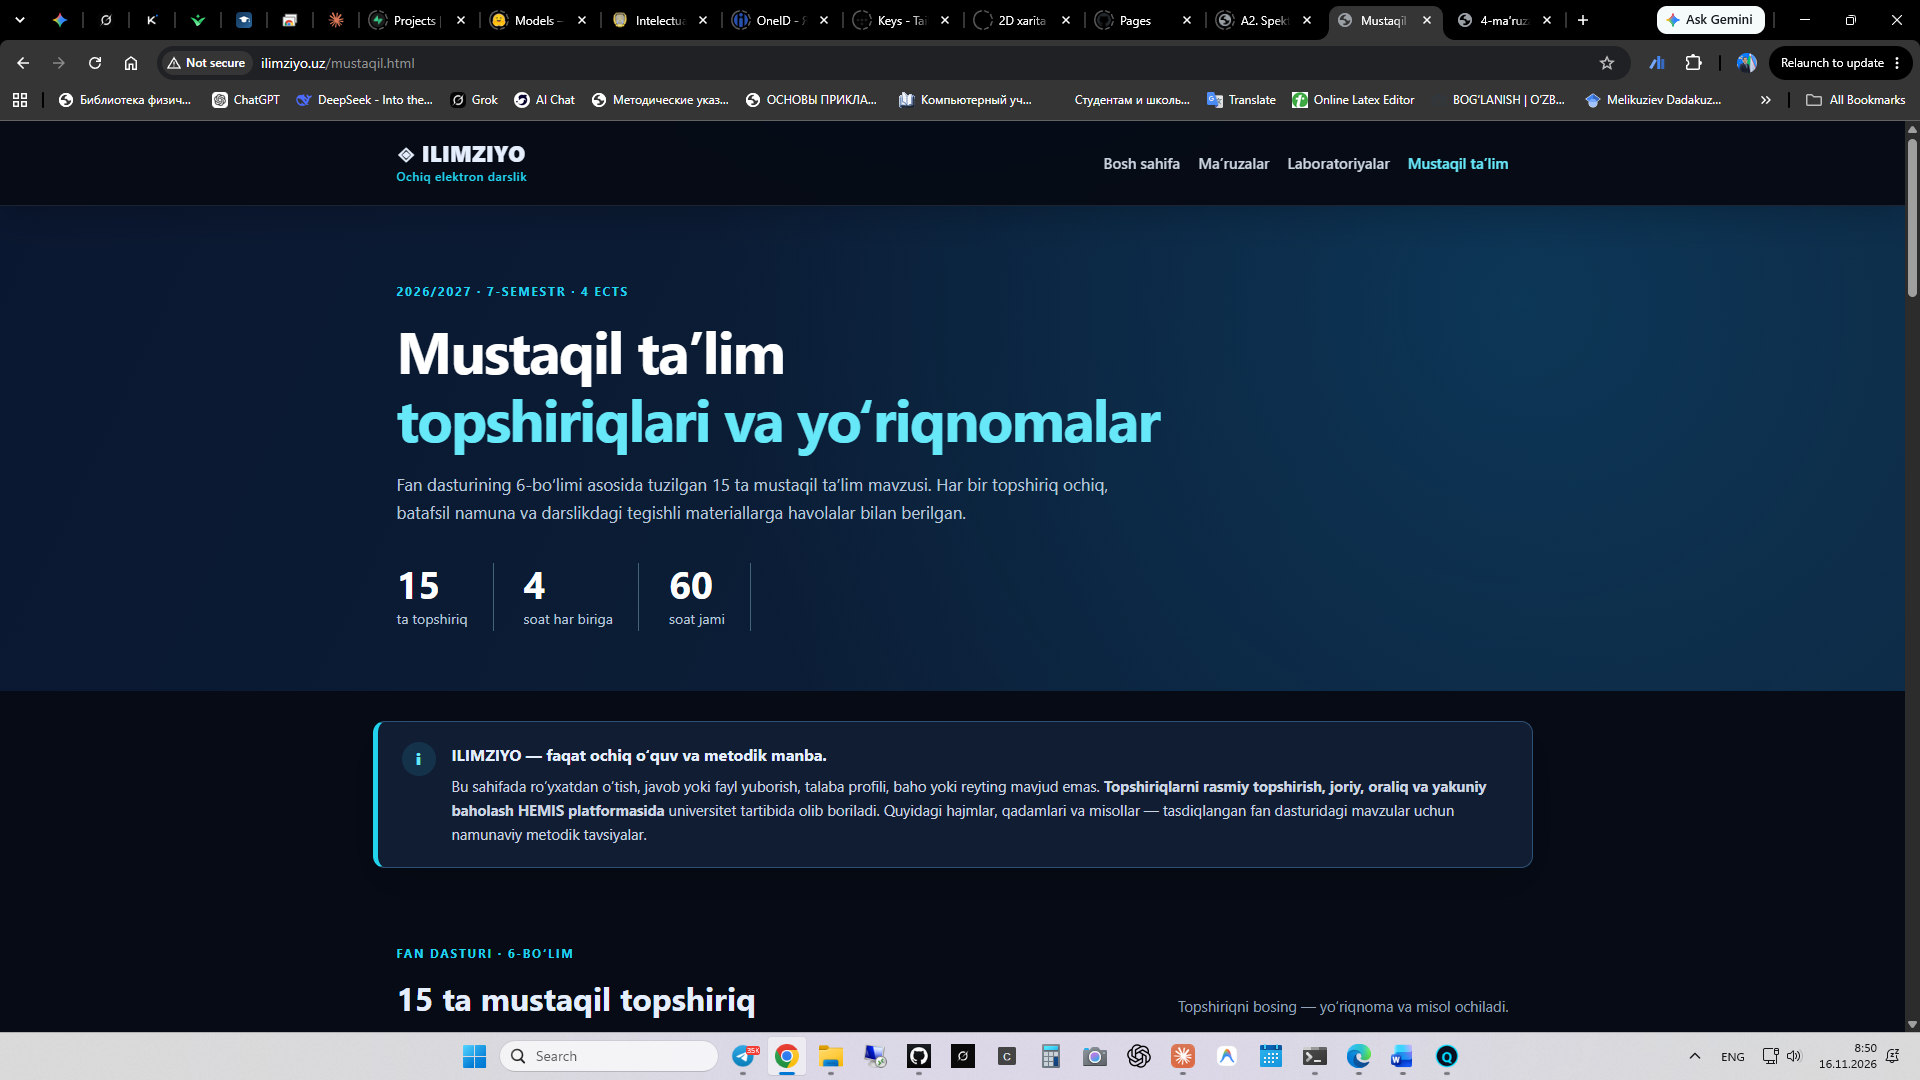 Projects
Models –
Intelectua
OneID -
Keys - Tai
2D xarita
Pages
A2. Spekt
Mustaqil
4-ma’ruz
Ask Gemini
Not secure
ilimziyo.uz/mustaqil.html
Relaunch to update
Библиотека физич...
ChatGPT
DeepSeek - Into the...
Grok
AI Chat
Методические указ...
ОСНОВЫ ПРИКЛА...
Компьютерный уч...
Студентам и школь...
Translate
Online Latex Editor
BOG‘LANISH | O‘ZB...
Melikuziev Dadakuz...
All Bookmarks
ILIMZIYO
Ochiq elektron darslik
Bosh sahifa
Ma’ruzalar
Laboratoriyalar
Mustaqil ta’lim
2026/2027 · 7-SEMESTR · 4 ECTS
Mustaqil ta’lim
topshiriqlari va yo‘riqnomalar
Fan dasturining 6-bo‘limi asosida tuzilgan 15 ta mustaqil ta’lim mavzusi. Har bir topshiriq ochiq,
batafsil namuna va darslikdagi tegishli materiallarga havolalar bilan berilgan.
15
ta topshiriq
4
soat har biriga
60
soat jami
i
ILIMZIYO — faqat ochiq o‘quv va metodik manba.
Bu sahifada ro‘yxatdan o‘tish, javob yoki fayl yuborish, talaba profili, baho yoki reyting mavjud emas. Topshiriqlarni rasmiy topshirish, joriy, oraliq va yakuniy
baholash HEMIS platformasida universitet tartibida olib boriladi. Quyidagi hajmlar, qadamlari va misollar — tasdiqlangan fan dasturidagi mavzular uchun
namunaviy metodik tavsiyalar.
FAN DASTURI · 6-BO‘LIM
15 ta mustaqil topshiriq
Topshiriqni bosing — yo‘riqnoma va misol ochiladi.
Search
35K
ENG
8:50
16.11.2026